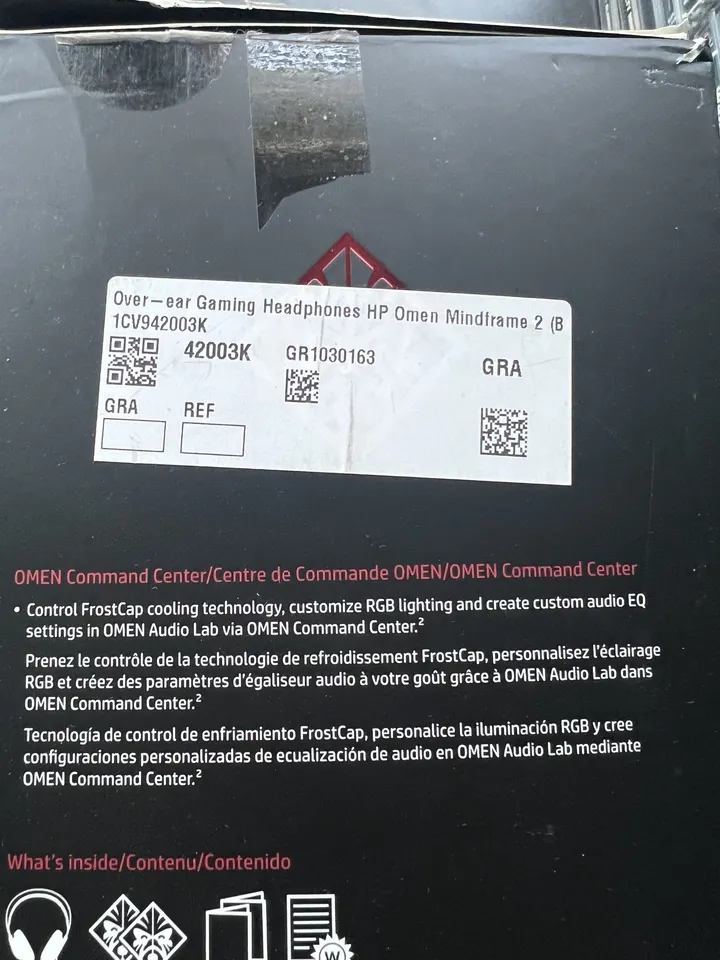 Over-ear Gaming Headphones HP Omen Mindframe 2 (B
1CV942003K
42003K GR1030163 GRA
GRA REF
OMEN Command Center/Centre de Commande OMEN/OMEN Command Center
• Control FrostCap cooling technology, customize RGB lighting and create custom audio EQ
settings in OMEN Audio Lab via OMEN Command Center.²
Prenez le contrôle de la technologie de refroidissement FrostCap, personnalisez l'éclairage
RGB et créez des paramètres d'égaliseur audio à votre goût grâce à OMEN Audio Lab dans
OMEN Command Center.²
Tecnología de control de enfriamiento FrostCap, personalice la iluminación RGB y cree
configuraciones personalizadas de ecualización de audio en OMEN Audio Lab mediante
OMEN Command Center.²
What's inside/Contenu/Contenido
W